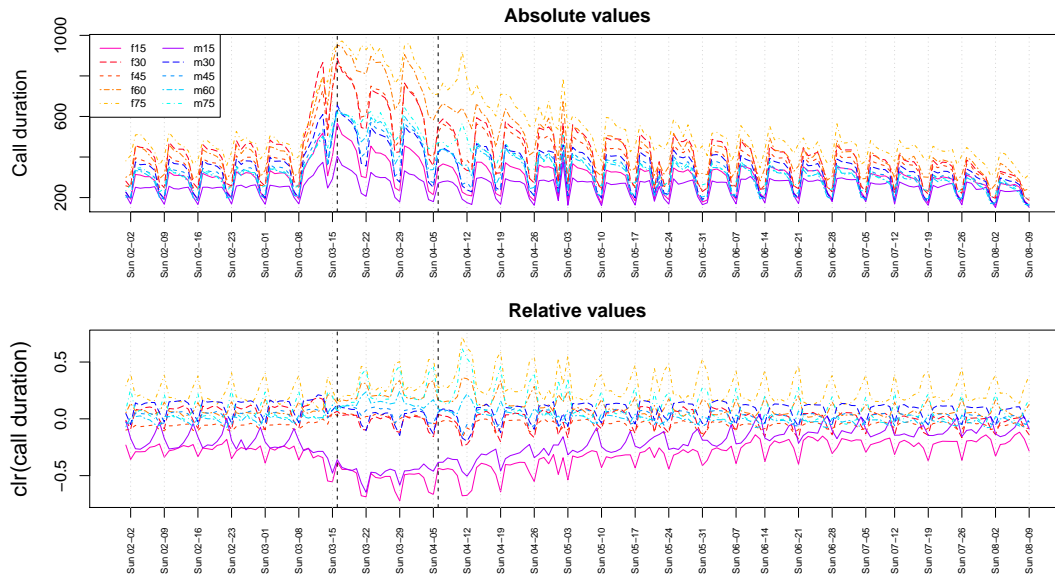 Absolute values
Call duration
1000
600
200
f15 m15
f30 m30
f45 m45
f60 m60
f75 m75
Sun 02−02 Sun 02−09 Sun 02−16 Sun 02−23 Sun 03−01 Sun 03−08 Sun 03−15 Sun 03−22 Sun 03−29 Sun 04−05 Sun 04−12 Sun 04−19 Sun 04−26 Sun 05−03 Sun 05−10 Sun 05−17 Sun 05−24 Sun 05−31 Sun 06−07 Sun 06−14 Sun 06−21 Sun 06−28 Sun 07−05 Sun 07−12 Sun 07−19 Sun 07−26 Sun 08−02 Sun 08−09
Relative values
clr(call duration)
0.5
0.0
−0.5
Sun 02−02 Sun 02−09 Sun 02−16 Sun 02−23 Sun 03−01 Sun 03−08 Sun 03−15 Sun 03−22 Sun 03−29 Sun 04−05 Sun 04−12 Sun 04−19 Sun 04−26 Sun 05−03 Sun 05−10 Sun 05−17 Sun 05−24 Sun 05−31 Sun 06−07 Sun 06−14 Sun 06−21 Sun 06−28 Sun 07−05 Sun 07−12 Sun 07−19 Sun 07−26 Sun 08−02 Sun 08−09